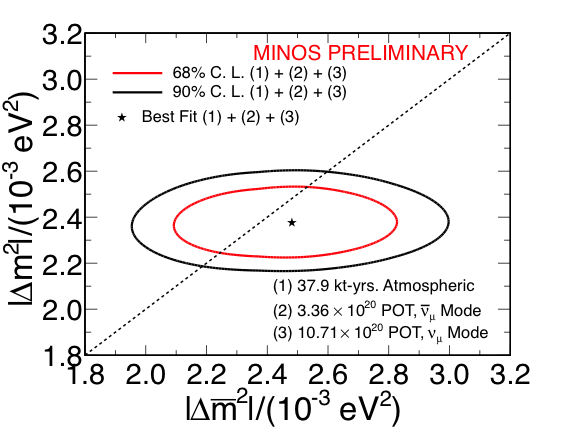 MINOS PRELIMINARY
68% C. L. (1) + (2) + (3)
90% C. L. (1) + (2) + (3)
Best Fit (1) + (2) + (3)
(1) 37.9 kt-yrs. Atmospheric
(2) 3.36 × 10²⁰ POT, ν̅μ Mode
(3) 10.71 × 10²⁰ POT, νμ Mode
|Δm²|/(10⁻³ eV²)
3.2
3.0
2.8
2.6
2.4
2.2
2.0
1.8
1.8 2.0 2.2 2.4 2.6 2.8 3.0 3.2
|Δm̅²|/(10⁻³ eV²)